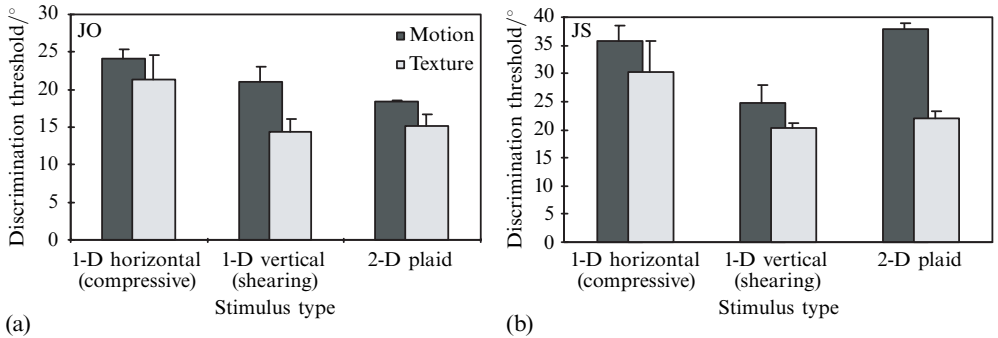 Discrimination threshold/°
30
25
20
15
10
5
0
JO
Motion
Texture
1-D horizontal
(compressive)
1-D vertical
(shearing)
2-D plaid
Stimulus type
(a)
Discrimination threshold/°
40
35
30
25
20
15
10
5
0
JS
1-D horizontal
(compressive)
1-D vertical
(shearing)
2-D plaid
Stimulus type
(b)